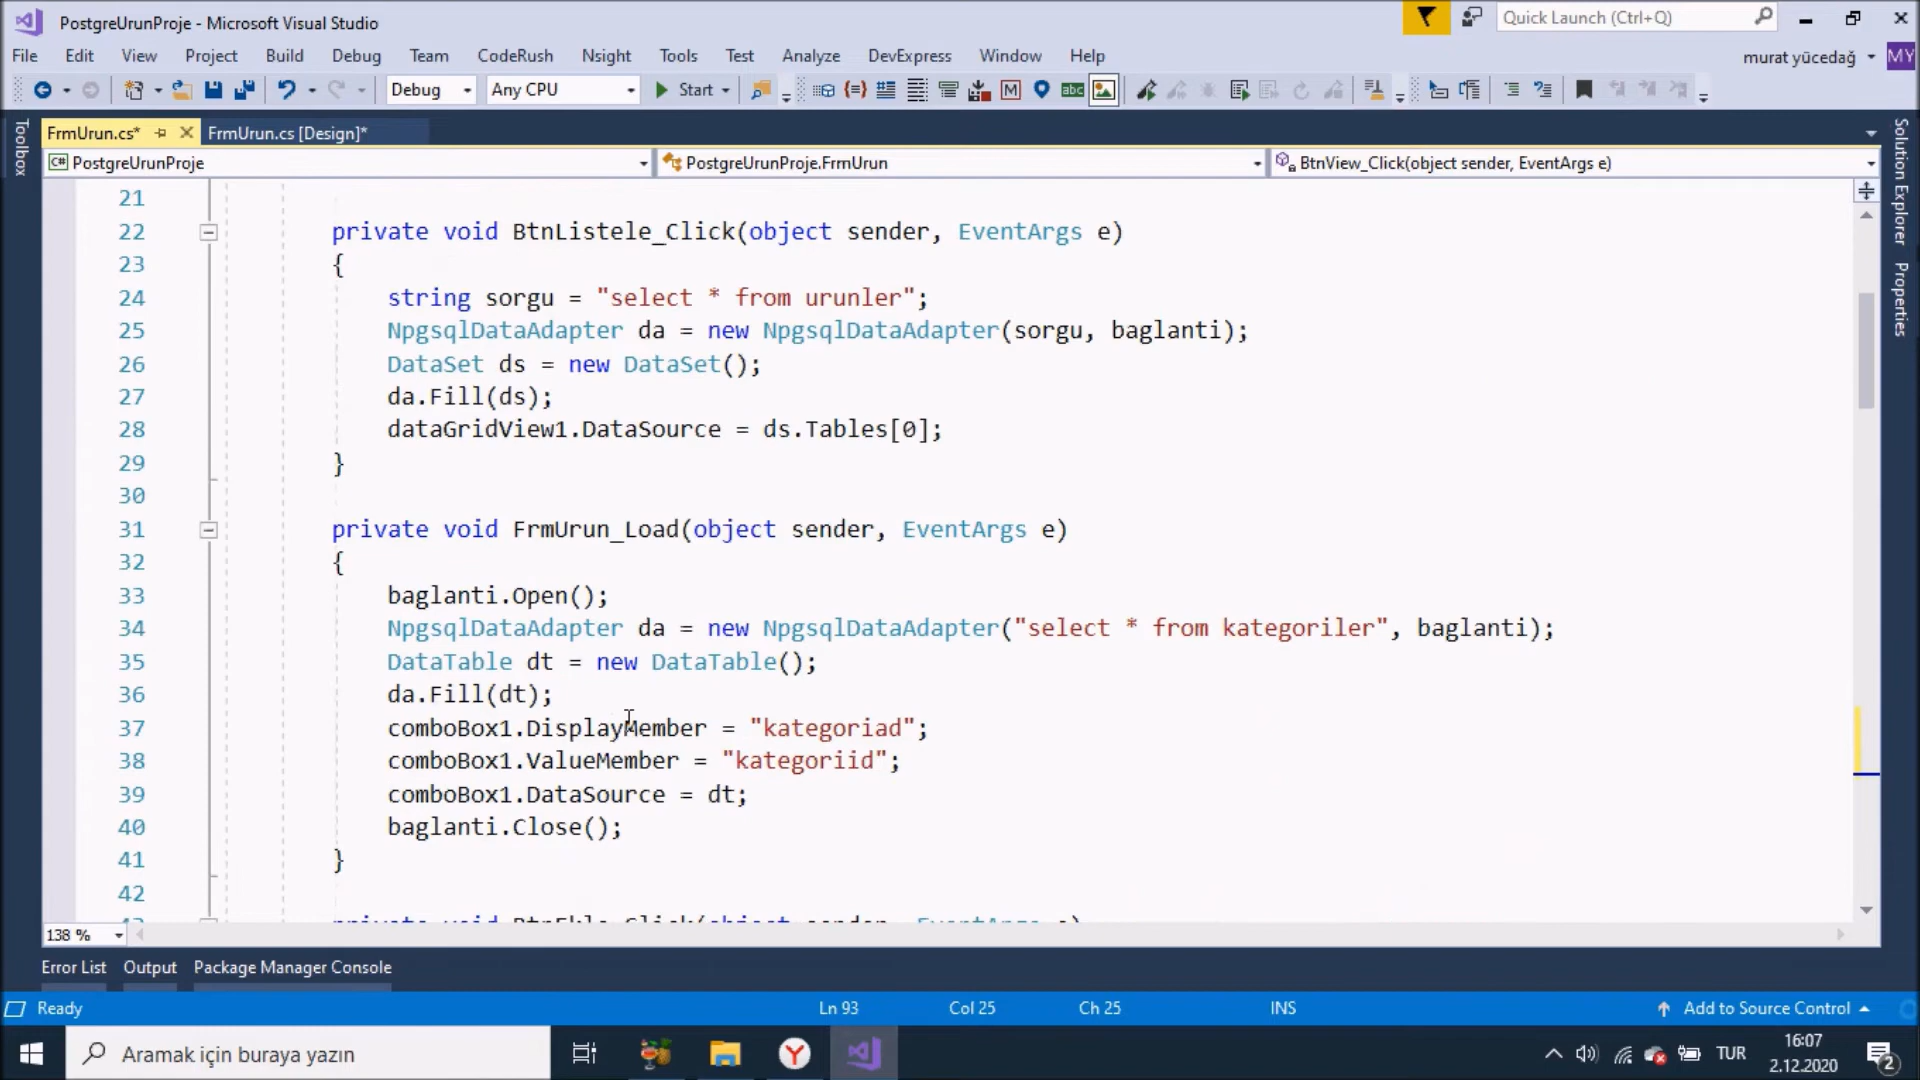 PostgreUrunProje - Microsoft Visual Studio
Quick Launch (Ctrl+Q)
File Edit View Project Build Debug Team CodeRush Nsight Tools Test Analyze DevExpress Window Help
murat yücedağ MY
Debug Any CPU Start
Toolbox
FrmUrun.cs* FrmUrun.cs [Design]*
C# PostgreUrunProje PostgreUrunProje.FrmUrun BtnView_Click(object sender, EventArgs e)
Solution Explorer
Properties
21
22 private void BtnListele_Click(object sender, EventArgs e)
23 {
24 string sorgu = "select * from urunler";
25 NpgsqlDataAdapter da = new NpgsqlDataAdapter(sorgu, baglanti);
26 DataSet ds = new DataSet();
27 da.Fill(ds);
28 dataGridView1.DataSource = ds.Tables[0];
29 }
30
31 private void FrmUrun_Load(object sender, EventArgs e)
32 {
33 baglanti.Open();
34 NpgsqlDataAdapter da = new NpgsqlDataAdapter("select * from kategoriler", baglanti);
35 DataTable dt = new DataTable();
36 da.Fill(dt);
37 comboBox1.DisplayMember = "kategoriad";
38 comboBox1.ValueMember = "kategoriid";
39 comboBox1.DataSource = dt;
40 baglanti.Close();
41 }
42
138 %
Error List Output Package Manager Console
Ready Ln 93 Col 25 Ch 25 INS Add to Source Control
Aramak için buraya yazın
TUR
16:07
2.12.2020
2